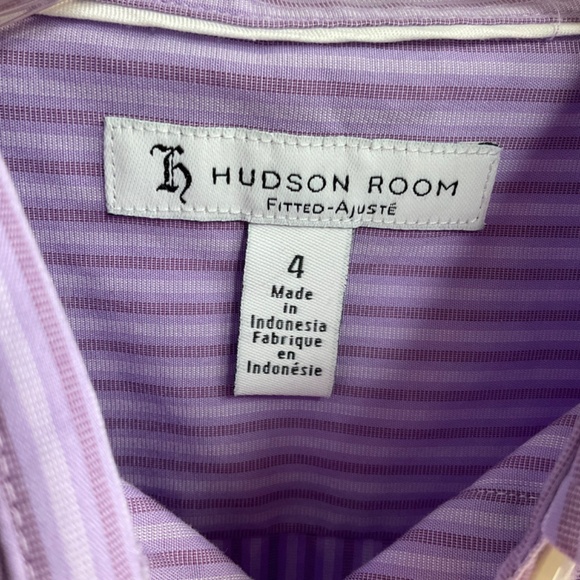 h HUDSON ROOM
FITTED-AJUSTÉ
4
Made
in
Indonesia
Fabrique
en
Indonésie